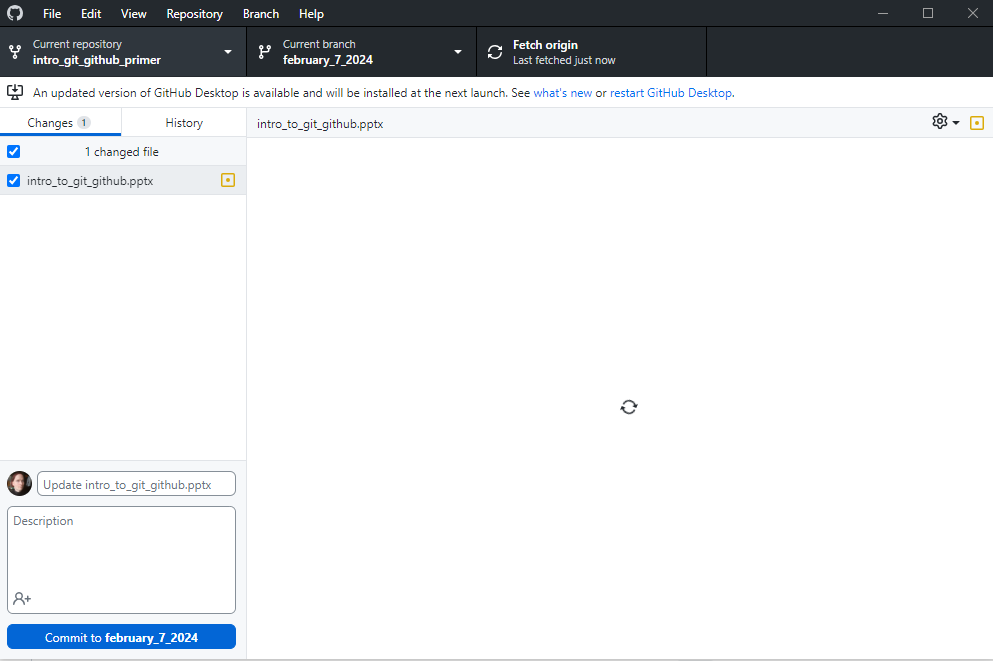 File Edit View Repository Branch Help
Current repository
intro_git_github_primer
Current branch
february_7_2024
Fetch origin
Last fetched just now
An updated version of GitHub Desktop is available and will be installed at the next launch. See what's new or restart GitHub Desktop.
Changes 1 History
intro_to_git_github.pptx
1 changed file
intro_to_git_github.pptx
Update intro_to_git_github.pptx
Description
Commit to february_7_2024